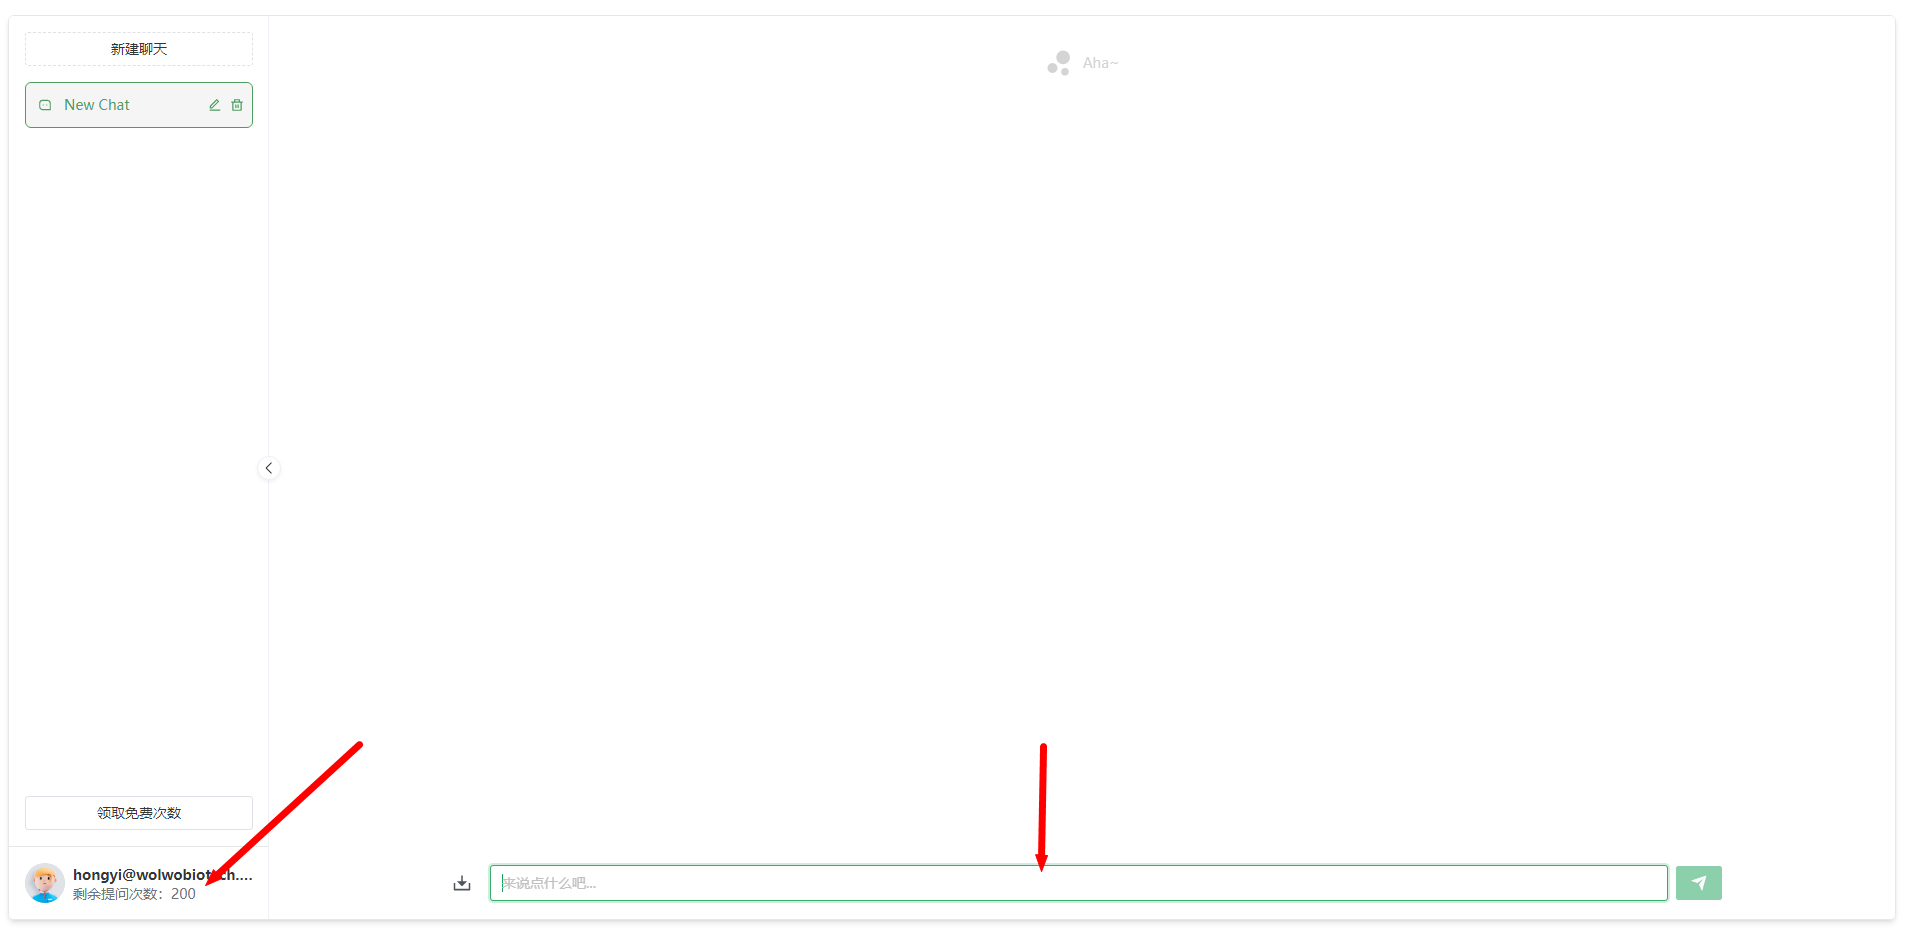 新建聊天
New Chat
Aha~
领取免费次数
hongyi@wolwobiotech....
剩余提问次数：200
来说点什么吧...